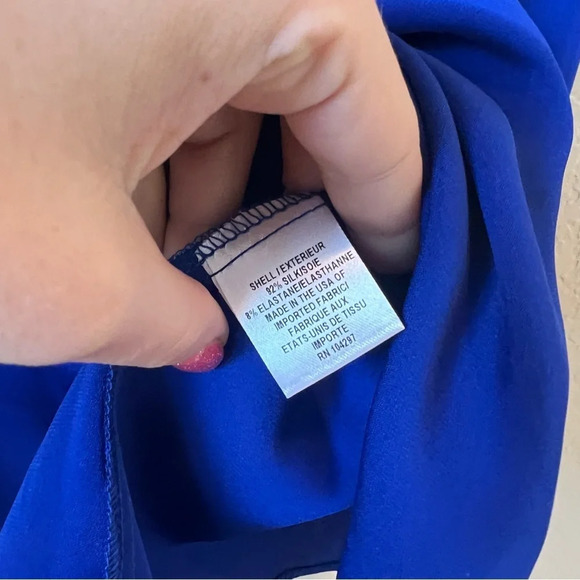 SHELL / EXTERIEUR
92% SILK/SOIE
8% ELASTANE/ELASTHANNE
MADE IN THE USA OF
IMPORTED FABRIC/
FABRIQUE AUX
ETATS-UNIS DE TISSU
IMPORTE
RN 104297